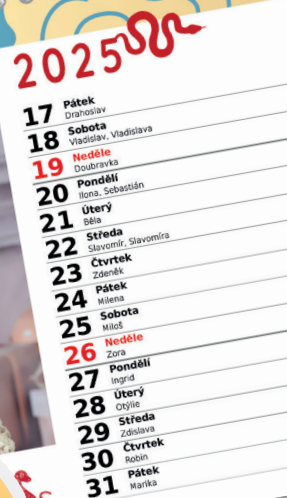 2025
17 Pátek
Drahoslav
18 Sobota
Vladislav, Vladislava
19 Neděle
Doubravka
20 Pondělí
Ilona, Sebastián
21 Úterý
Běla
22 Středa
Slavomír, Slavomíra
23 Čtvrtek
Zdeněk
24 Pátek
Milena
25 Sobota
Miloš
26 Neděle
Zora
27 Pondělí
Ingrid
28 Úterý
Otýlie
29 Středa
Zdislava
30 Čtvrtek
Robin
31 Pátek
Marika